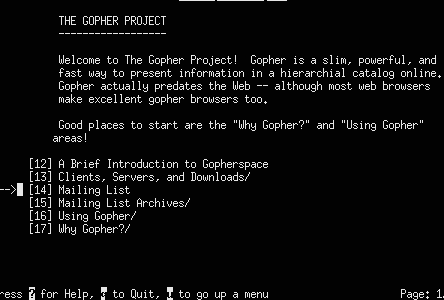 THE GOPHER PROJECT
------------------
Welcome to The Gopher Project! Gopher is a slim, powerful, and
fast way to present information in a hierarchial catalog online.
Gopher actually predates the Web -- although most web browsers
make excellent gopher browsers too.
Good places to start are the "Why Gopher?" and "Using Gopher"
areas!
[12] A Brief Introduction to Gopherspace
[13] Clients, Servers, and Downloads/
--> [14] Mailing List
[15] Mailing List Archives/
[16] Using Gopher/
[17] Why Gopher?/
ress ? for Help, q to Quit, u to go up a menu Page: 1